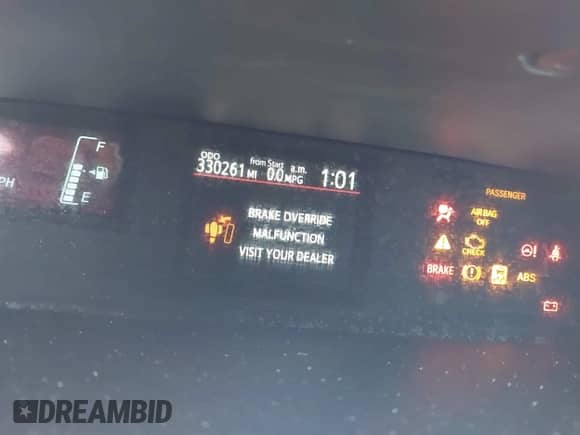 F
PH
E
ODO
330261 MI
from Start
0.0 MPG
a.m.
1:01
BRAKE OVERRIDE
MALFUNCTION
VISIT YOUR DEALER
PASSENGER
AIR BAG
OFF
CHECK
BRAKE
ABS
DREAMBID